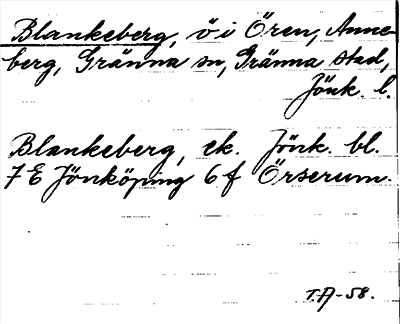 Blankeberg, ö i Ören, Anne-
berg, Gränna sn, Gränna stad,
Jönk. l.
Blankeberg, ek. Jönk. bl.
7 E Jönköping 6 f Örserum.
T.A-58.